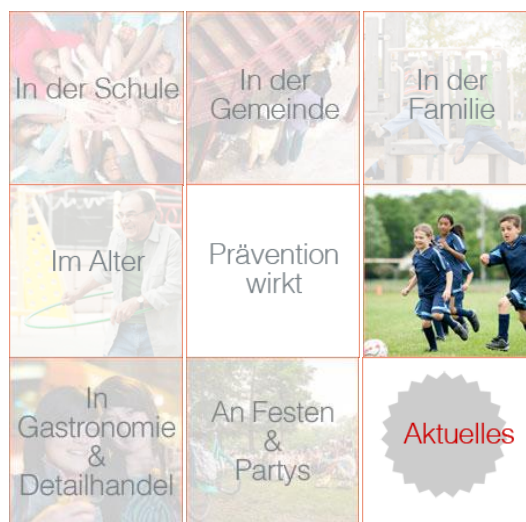 In der Schule
In der
Gemeinde
In der
Familie
Im Alter
Prävention
wirkt
In
Gastronomie
&
Detailhandel
An Festen
&
Partys
Aktuelles